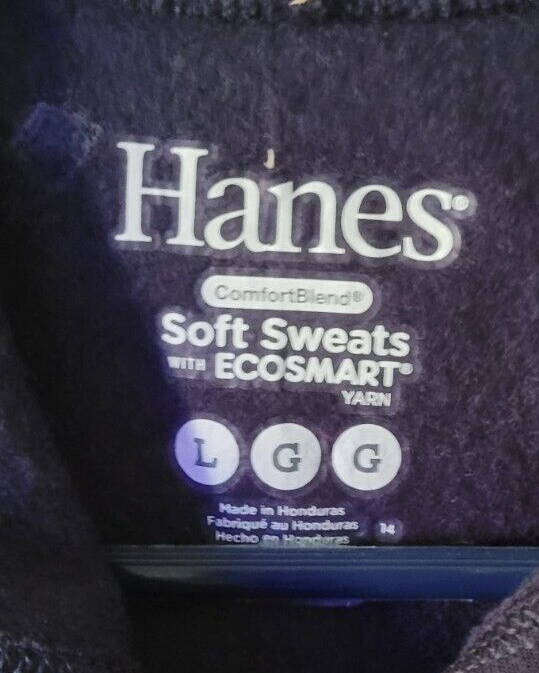 Hanes®
ComfortBlend®
Soft Sweats
WITH ECOSMART®
YARN
L G G
Made in Honduras
Fabriqué au Honduras 14
Hecho en Honduras